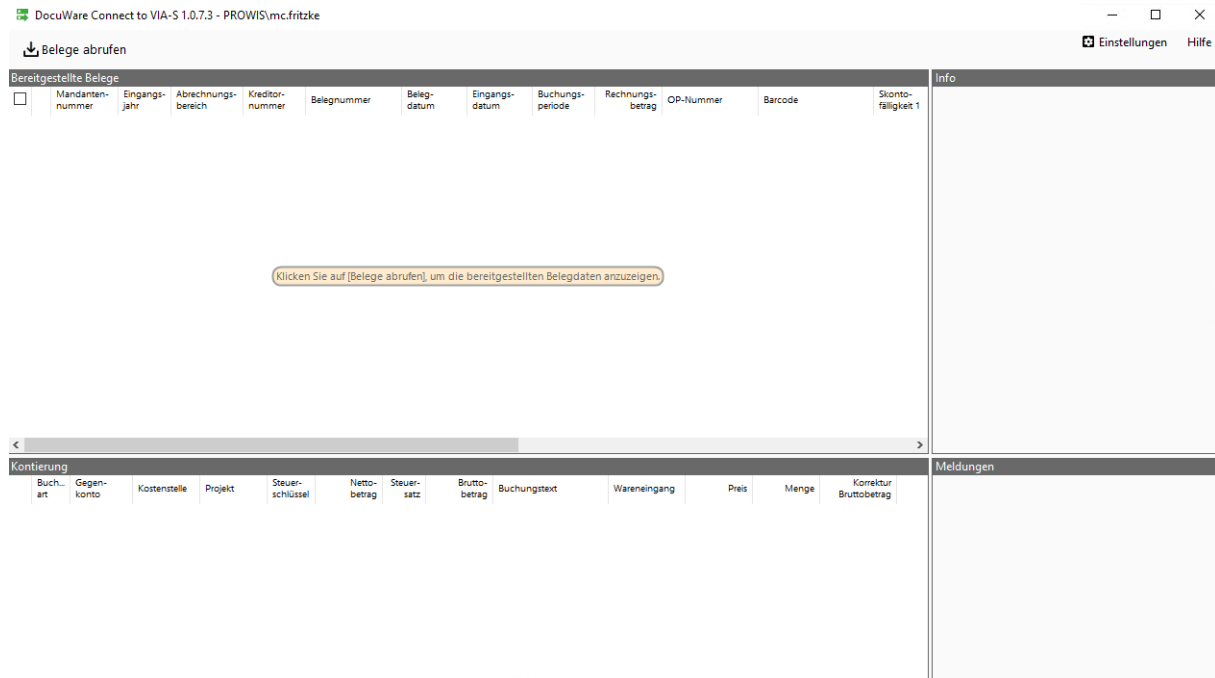 DocuWare Connect to VIA-S 1.0.7.3 - PROWIS\mc.fritzke
Belege abrufen
Einstellungen Hilfe
Bereitgestellte Belege
Mandanten-
nummer
Eingangs-
jahr
Abrechnungs-
bereich
Kreditor-
nummer
Belegnummer
Beleg-
datum
Eingangs-
datum
Buchungs-
periode
Rechnungs-
betrag
OP-Nummer
Barcode
Skonto-
fälligkeit 1
Klicken Sie auf [Belege abrufen], um die bereitgestellten Belegdaten anzuzeigen.
Info
Kontierung
Buch...
art
Gegen-
konto
Kostenstelle
Projekt
Steuer-
schlüssel
Netto-
betrag
Steuer-
satz
Brutto-
betrag
Buchungstext
Wareneingang
Preis
Menge
Korrektur
Bruttobetrag
Meldungen